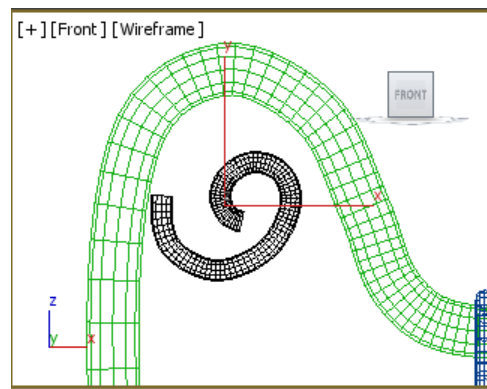 [+] [Front] [Wireframe]
y
FRONT
x
z
y x